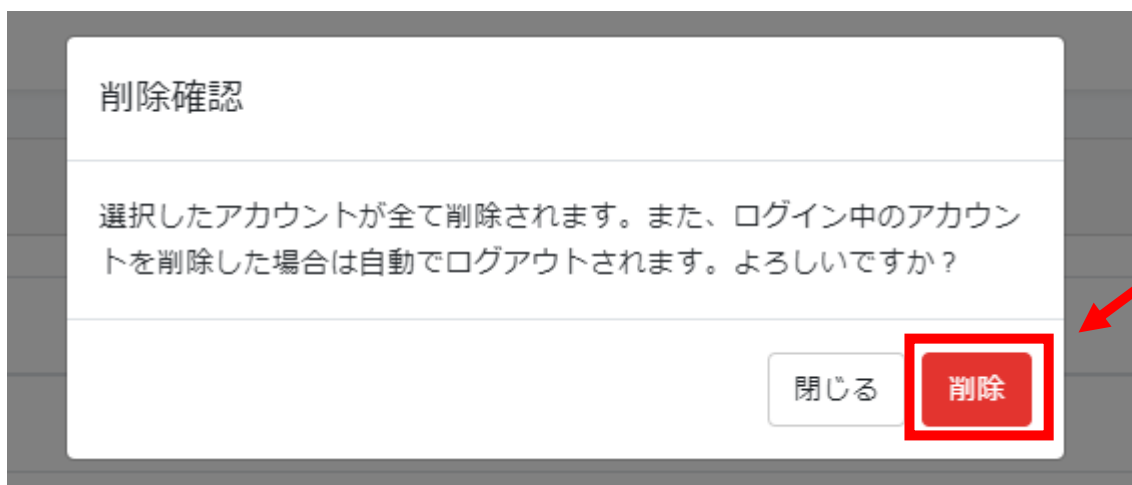 削除確認
選択したアカウントが全て削除されます。また、ログイン中のアカウン
トを削除した場合は自動でログアウトされます。よろしいですか？
閉じる
削除